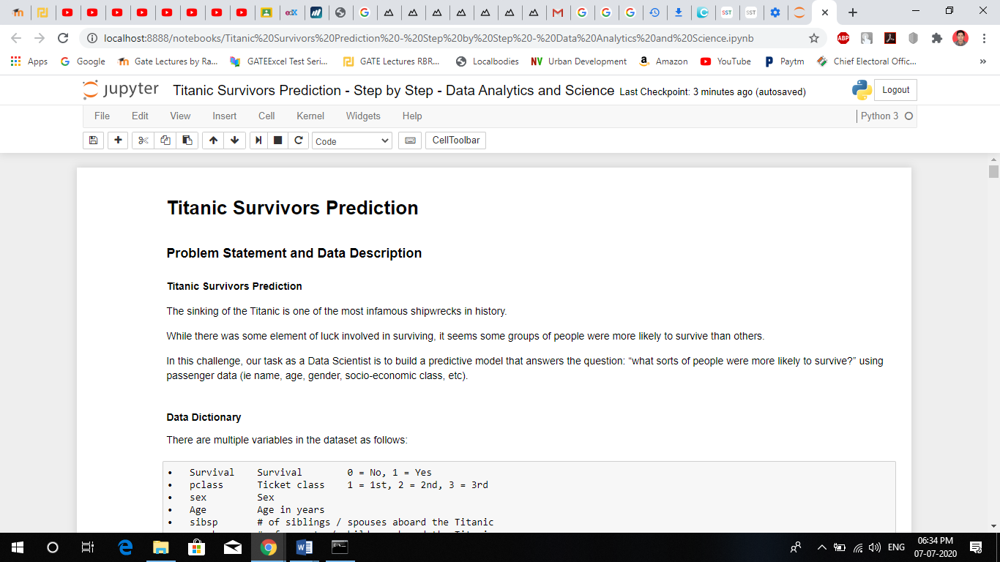 localhost:8888/notebooks/Titanic%20Survivors%20Prediction%20-%20Step%20by%20Step%20-%20Data%20Analytics%20and%20Science.ipynb
Apps Google Gate Lectures by Ra... GATEExcel Test Seri... GATE Lectures RBR... Localbodies NV Urban Development Amazon YouTube Paytm Chief Electoral Offic... »
jupyter Titanic Survivors Prediction - Step by Step - Data Analytics and Science Last Checkpoint: 3 minutes ago (autosaved) Logout
File Edit View Insert Cell Kernel Widgets Help Python 3
Code CellToolbar
Titanic Survivors Prediction
Problem Statement and Data Description
Titanic Survivors Prediction
The sinking of the Titanic is one of the most infamous shipwrecks in history.
While there was some element of luck involved in surviving, it seems some groups of people were more likely to survive than others.
In this challenge, our task as a Data Scientist is to build a predictive model that answers the question: “what sorts of people were more likely to survive?” using
passenger data (ie name, age, gender, socio-economic class, etc).
Data Dictionary
There are multiple variables in the dataset as follows:
• Survival Survival 0 = No, 1 = Yes
• pclass Ticket class 1 = 1st, 2 = 2nd, 3 = 3rd
• sex Sex
• Age Age in years
• sibsp # of siblings / spouses aboard the Titanic
ENG 06:34 PM
07-07-2020